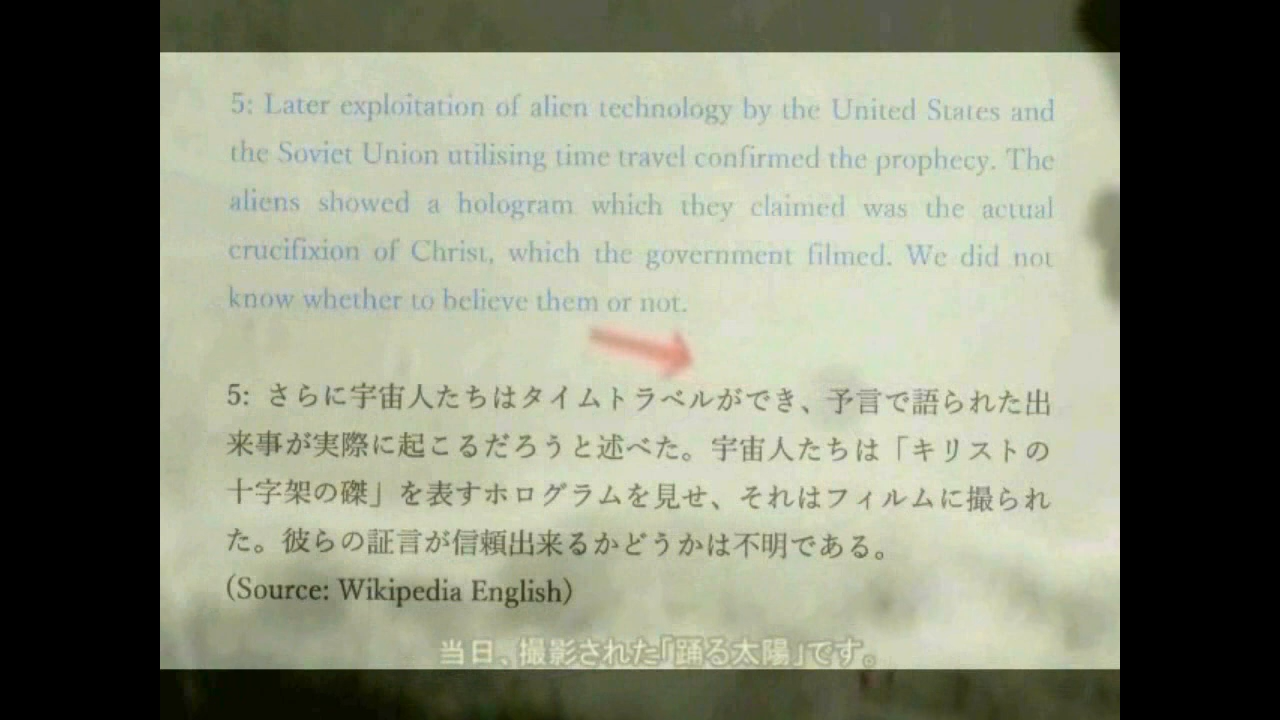 5: Later exploitation of alien technology by the United States and
the Soviet Union utilising time travel confirmed the prophecy. The
aliens showed a hologram which they claimed was the actual
crucifixion of Christ, which the government filmed. We did not
know whether to believe them or not.
5: さらに宇宙人たちはタイムトラベルができ、予言で語られた出
来事が実際に起こるだろうと述べた。宇宙人たちは「キリストの
十字架の磔」を表すホログラムを見せ、それはフィルムに撮られ
た。彼らの証言が信頼出来るかどうかは不明である。
(Source: Wikipedia English)
当日、撮影された「踊る太陽」です。